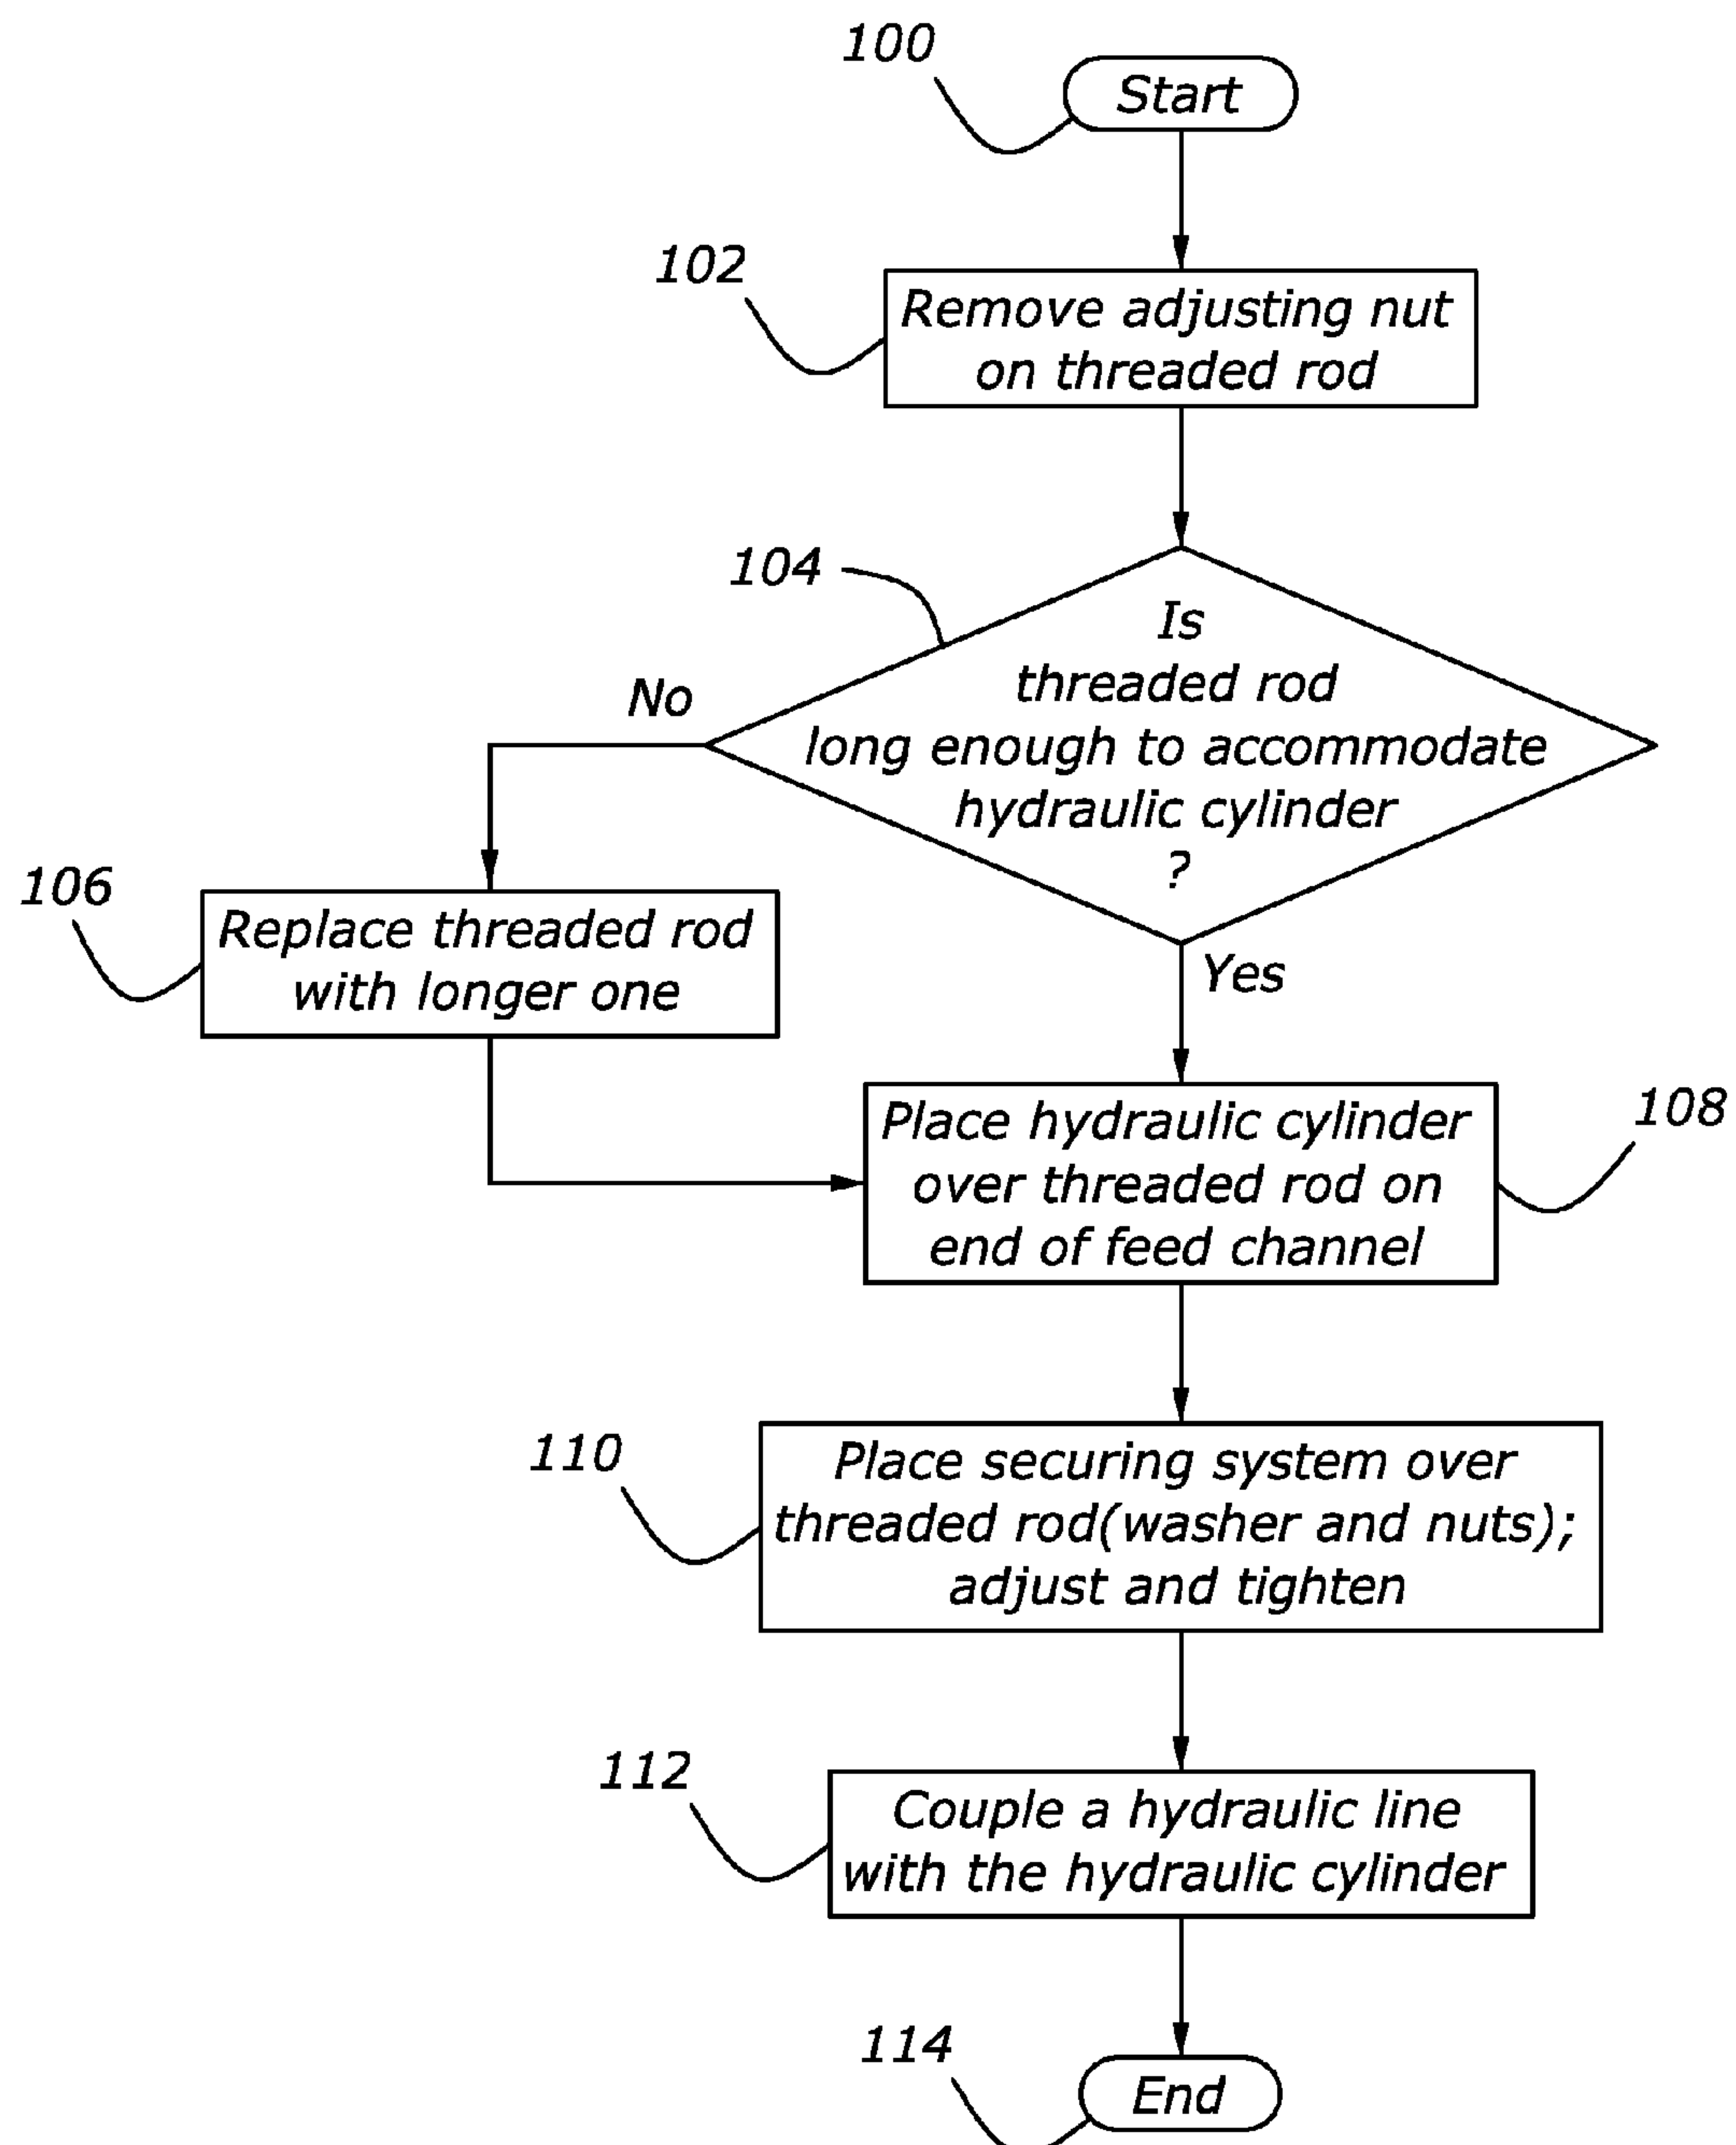 100
Start
102
Remove adjusting nut
on threaded rod
104
Is
threaded rod
long enough to accommodate
hydraulic cylinder
?
No
Yes
106
Replace threaded rod
with longer one
108
Place hydraulic cylinder
over threaded rod on
end of feed channel
110
Place securing system over
threaded rod(washer and nuts);
adjust and tighten
112
Couple a hydraulic line
with the hydraulic cylinder
114
End